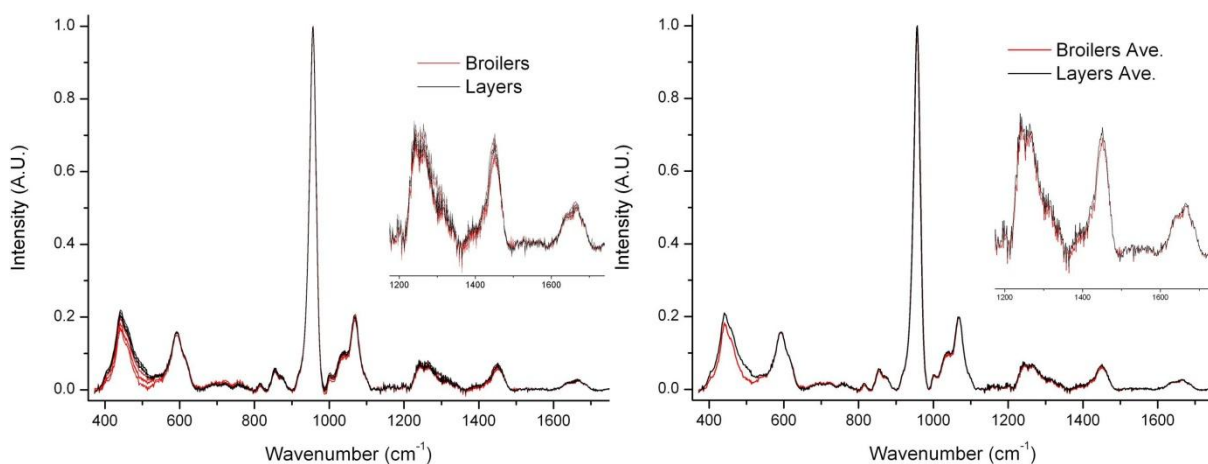 1.0
0.8
0.6
0.4
0.2
0.0
Intensity (A.U.)
Broilers
Layers
1200 1400 1600
400 600 800 1000 1200 1400 1600
Wavenumber (cm⁻¹)
1.0
0.8
0.6
0.4
0.2
0.0
Intensity (A.U.)
Broilers Ave.
Layers Ave.
1200 1400 1600
400 600 800 1000 1200 1400 1600
Wavenumber (cm⁻¹)